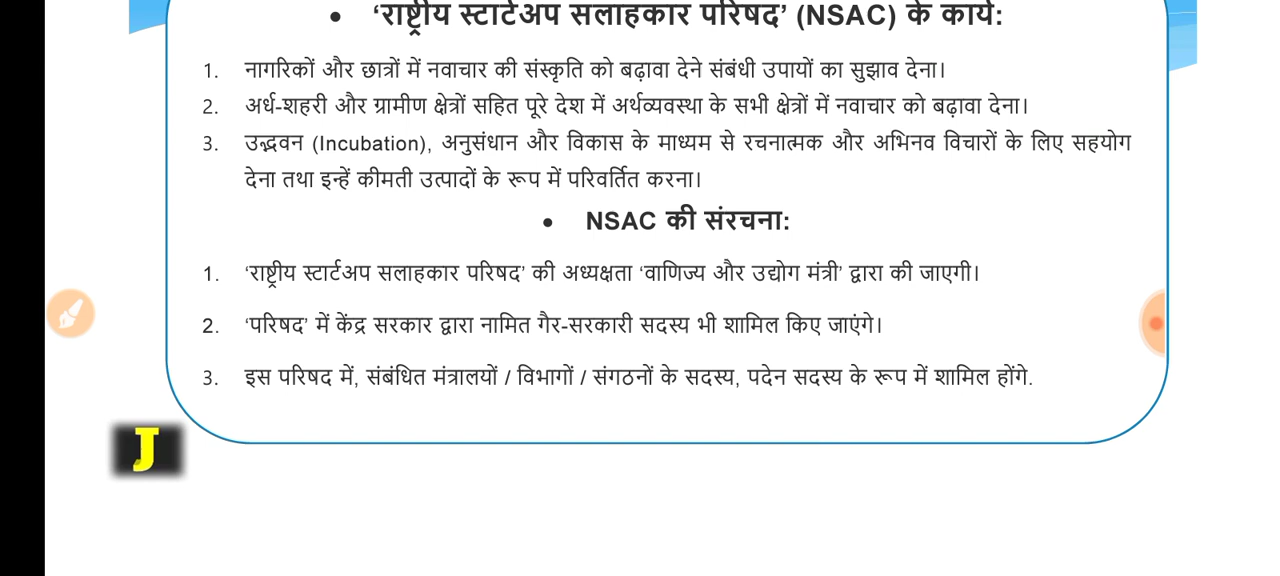 • ‘राष्ट्रीय स्टार्टअप सलाहकार परिषद’ (NSAC) के कार्य:
1. नागरिकों और छात्रों में नवाचार की संस्कृति को बढ़ावा देने संबंधी उपायों का सुझाव देना।
2. अर्ध-शहरी और ग्रामीण क्षेत्रों सहित पूरे देश में अर्थव्यवस्था के सभी क्षेत्रों में नवाचार को बढ़ावा देना।
3. उद्भवन (Incubation), अनुसंधान और विकास के माध्यम से रचनात्मक और अभिनव विचारों के लिए सहयोग
देना तथा इन्हें कीमती उत्पादों के रूप में परिवर्तित करना।
• NSAC की संरचना:
1. ‘राष्ट्रीय स्टार्टअप सलाहकार परिषद’ की अध्यक्षता ‘वाणिज्य और उद्योग मंत्री’ द्वारा की जाएगी।
2. ‘परिषद’ में केंद्र सरकार द्वारा नामित गैर-सरकारी सदस्य भी शामिल किए जाएंगे।
3. इस परिषद में, संबंधित मंत्रालयों / विभागों / संगठनों के सदस्य, पदेन सदस्य के रूप में शामिल होंगे.
J